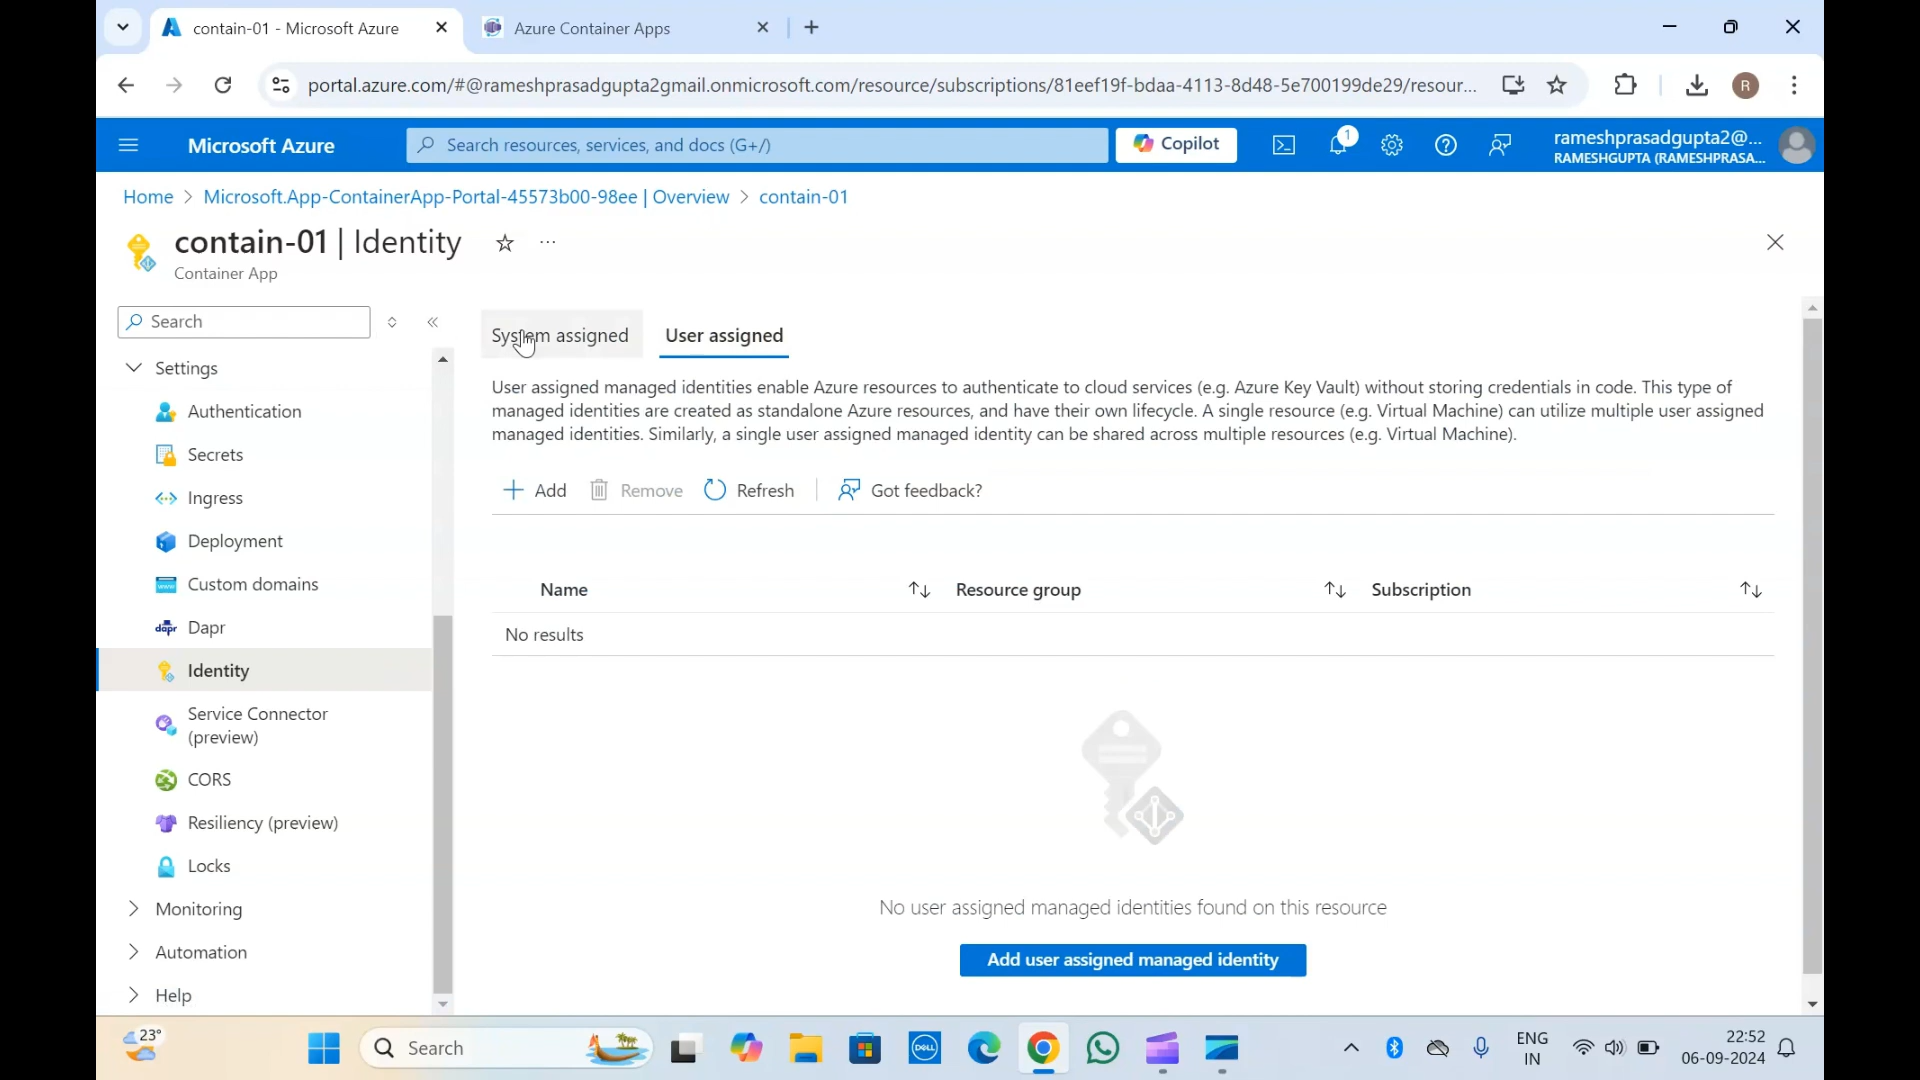 contain-01 - Microsoft Azure
Azure Container Apps
portal.azure.com/#@rameshprasadgupta2gmail.onmicrosoft.com/resource/subscriptions/81eef19f-bdaa-4113-8d48-5e700199de29/resour...
R
Microsoft Azure
Search resources, services, and docs (G+/)
Copilot
1
rameshprasadgupta2@...
RAMESHGUPTA (RAMESHPRASA...
Home > Microsoft.App-ContainerApp-Portal-45573b00-98ee | Overview > contain-01
contain-01 | Identity
Container App
Search
Settings
Authentication
Secrets
Ingress
Deployment
Custom domains
dapr Dapr
Identity
Service Connector
(preview)
CORS
Resiliency (preview)
Locks
Monitoring
Automation
Help
System assigned
User assigned
User assigned managed identities enable Azure resources to authenticate to cloud services (e.g. Azure Key Vault) without storing credentials in code. This type of
managed identities are created as standalone Azure resources, and have their own lifecycle. A single resource (e.g. Virtual Machine) can utilize multiple user assigned
managed identities. Similarly, a single user assigned managed identity can be shared across multiple resources (e.g. Virtual Machine).
Add
Remove
Refresh
Got feedback?
Name
Resource group
Subscription
No results
No user assigned managed identities found on this resource
Add user assigned managed identity
23°
Search
DELL
ENG
IN
22:52
06-09-2024